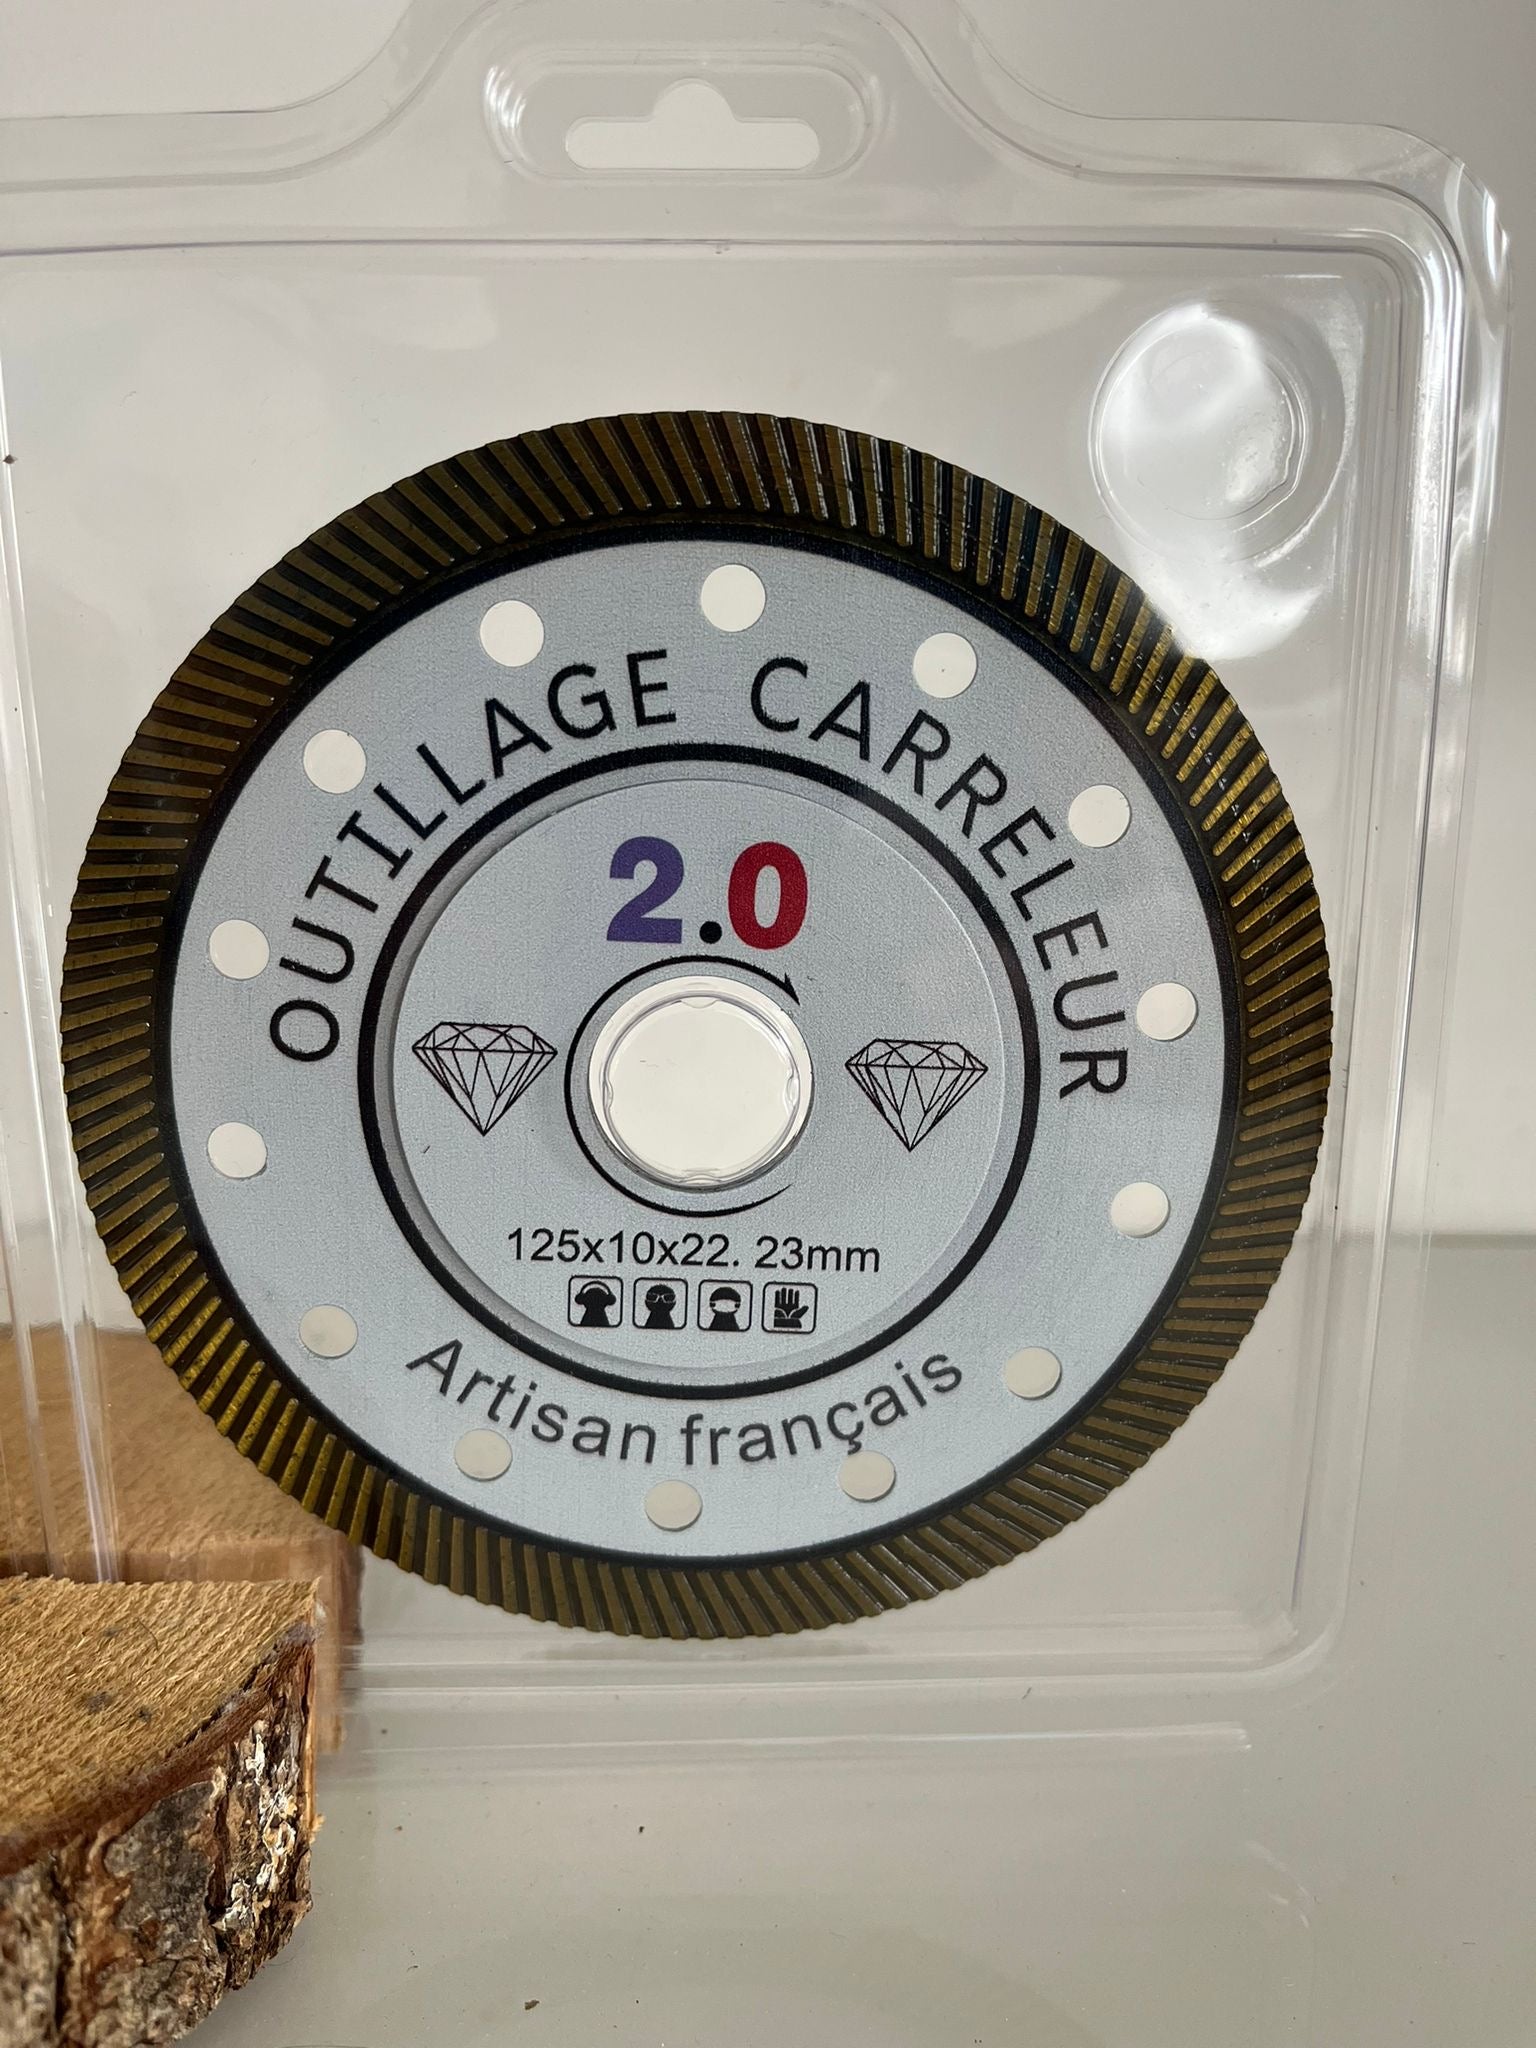 OUTILLAGE CARRELEUR
2.0
125x10x22. 23mm
Artisan français